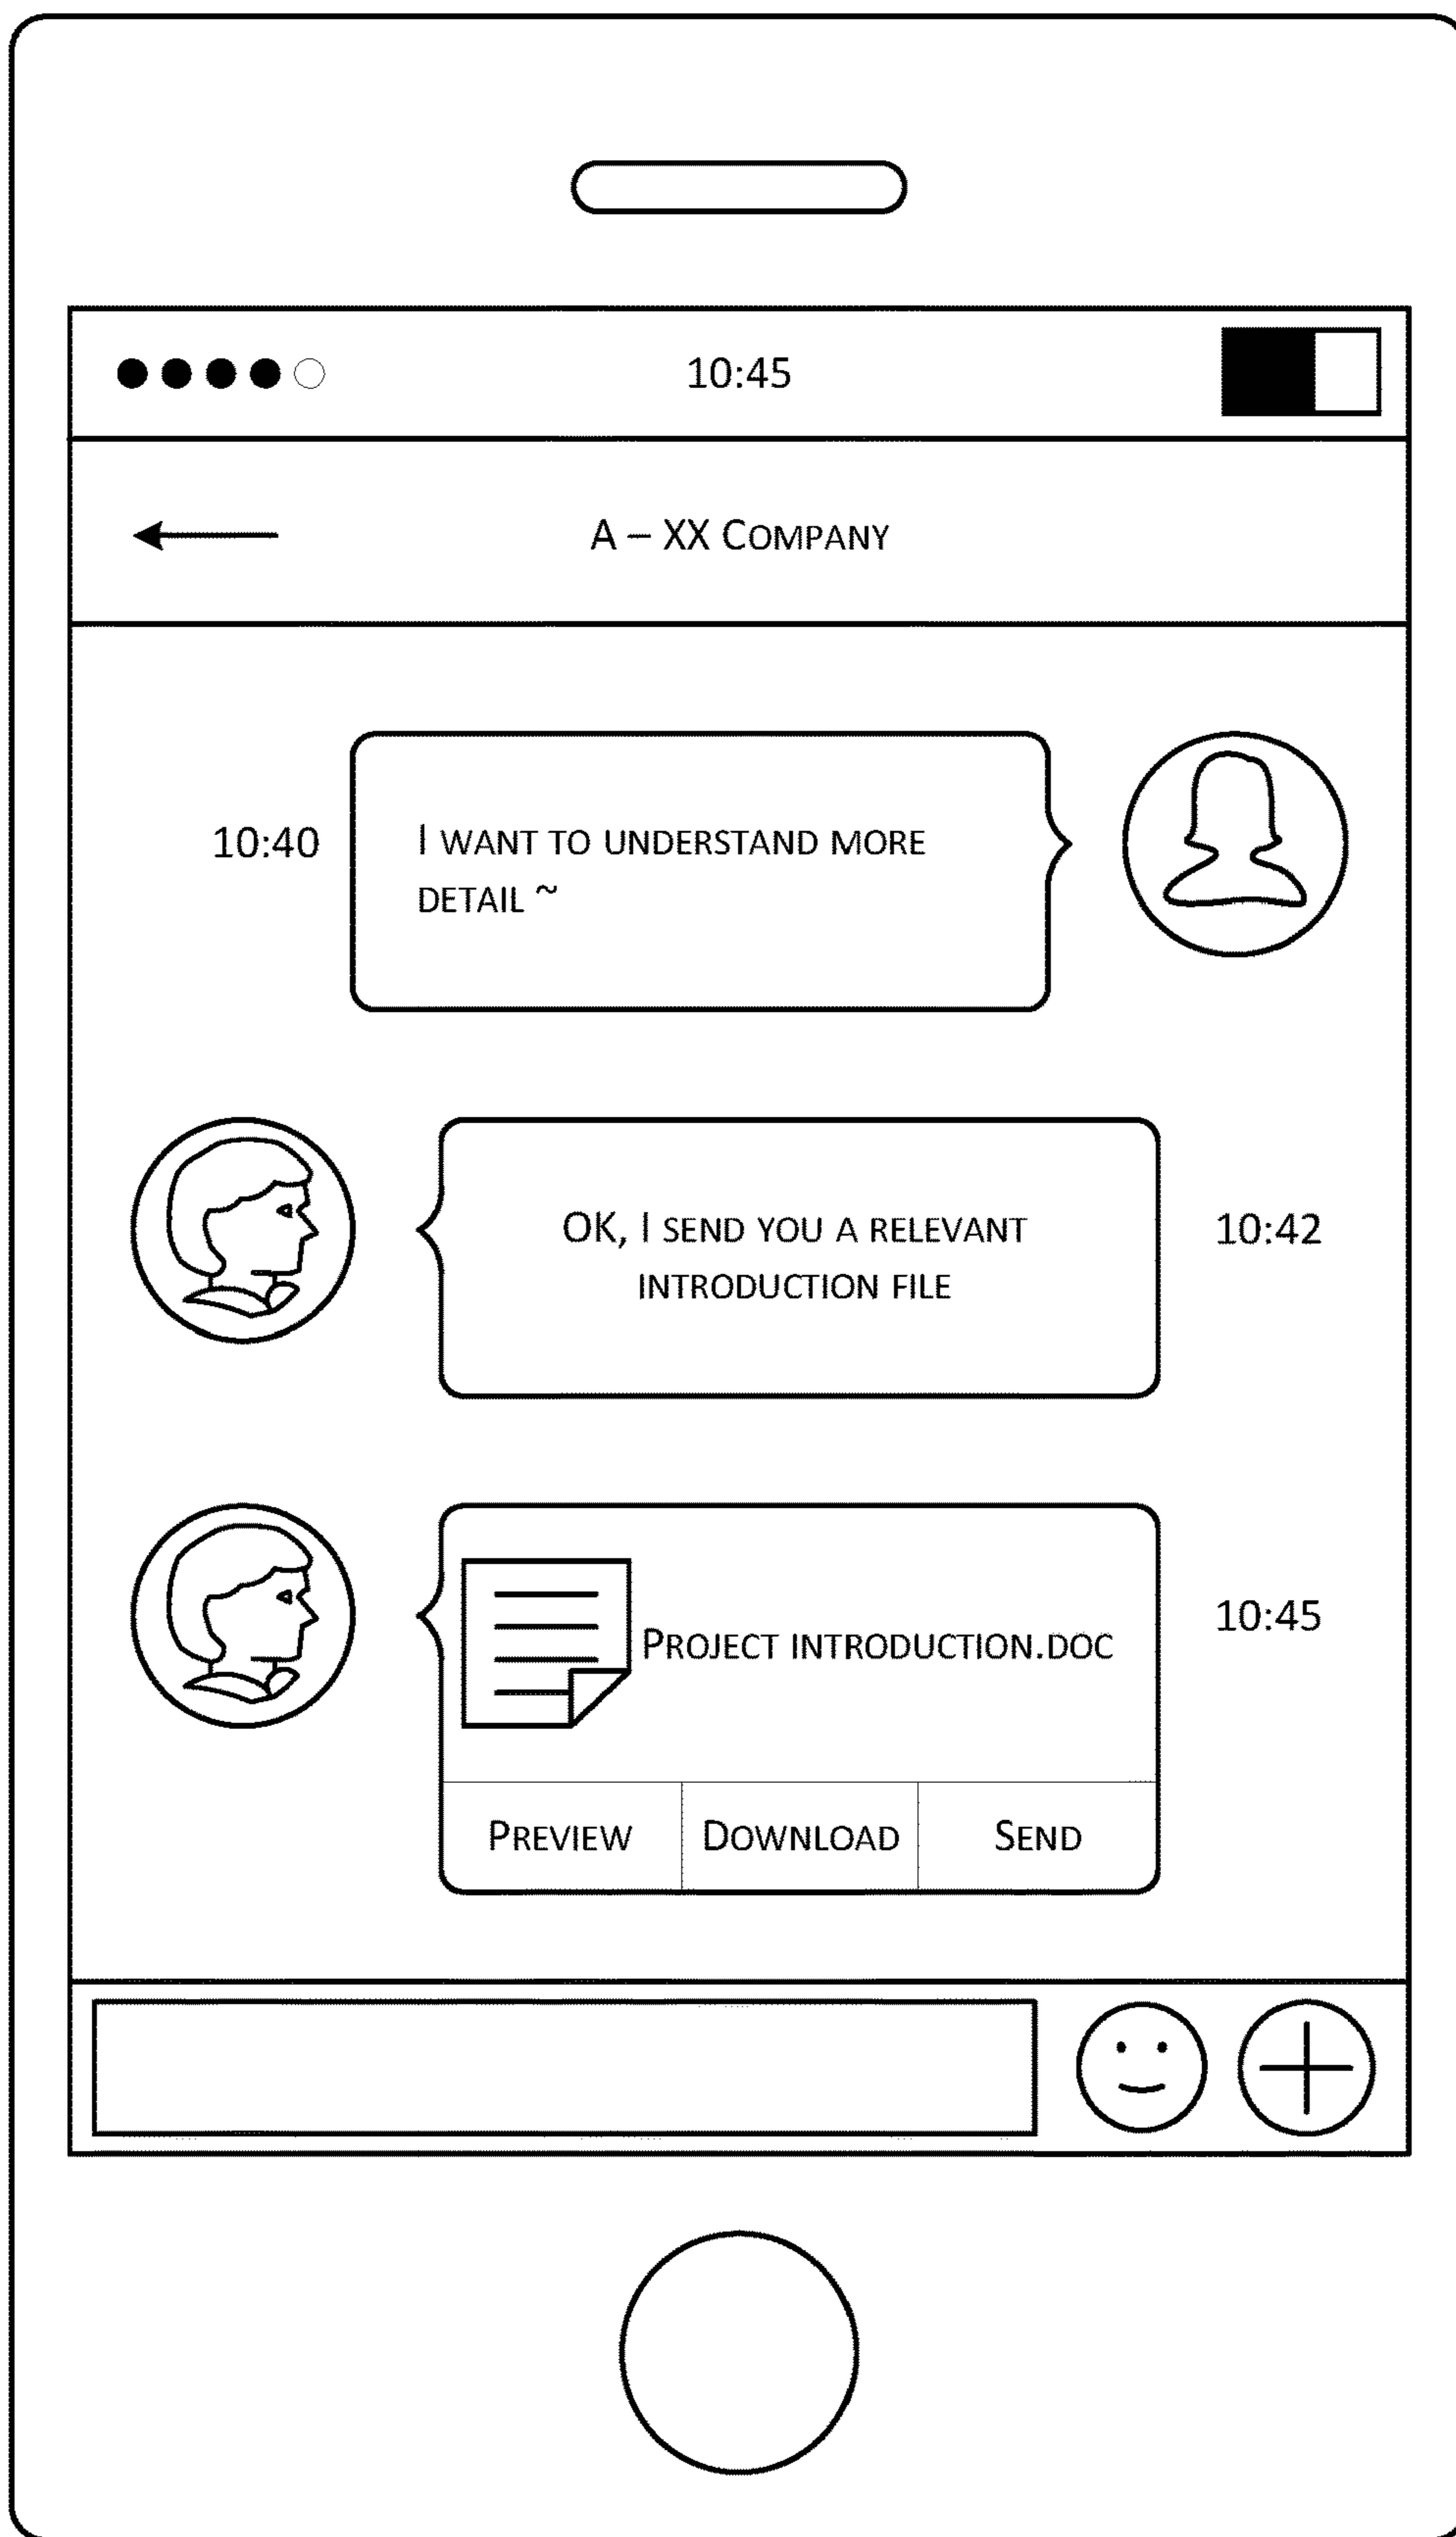 10:45
A – XX COMPANY
10:40
I WANT TO UNDERSTAND MORE
DETAIL ~
OK, I SEND YOU A RELEVANT
INTRODUCTION FILE
10:42
PROJECT INTRODUCTION.DOC
10:45
PREVIEW DOWNLOAD SEND